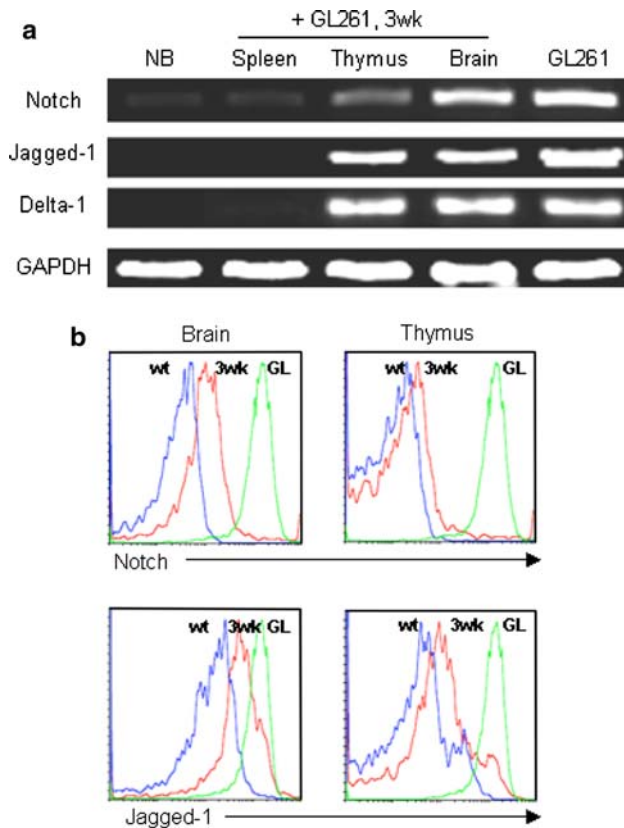 a
+ GL261, 3wk
NB Spleen Thymus Brain GL261
Notch
Jagged-1
Delta-1
GAPDH
b
Brain Thymus
wt 3wk GL wt 3wk GL
Notch
wt 3wk GL wt 3wk GL
Jagged-1